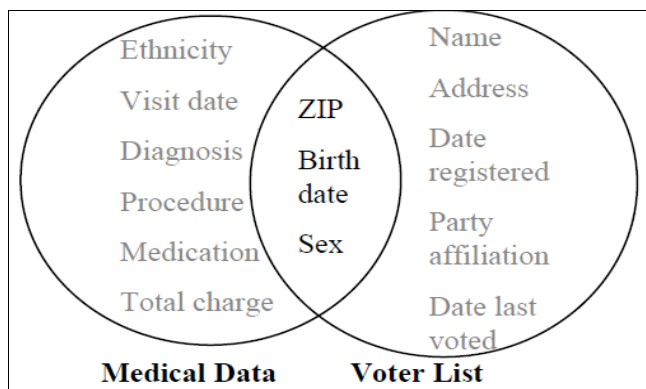 Ethnicity
Visit date
Diagnosis
Procedure
Medication
Total charge
ZIP
Birth
date
Sex
Name
Address
Date
registered
Party
affiliation
Date last
voted
Medical Data
Voter List